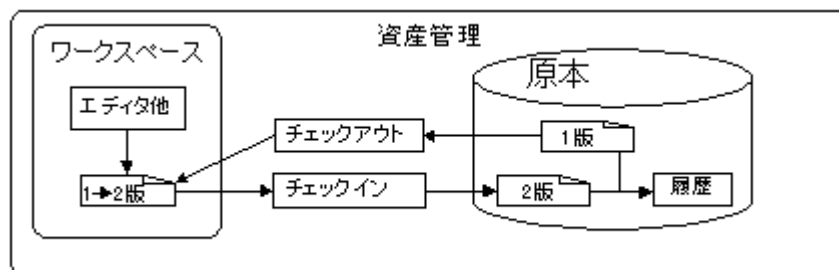 資産管理
ワークスペース
原本
エディタ他
チェックアウト
1版
1→2版
チェックイン
2版
履歴